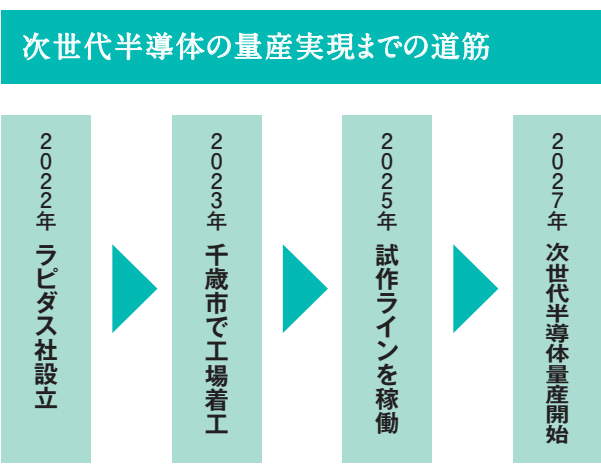 次世代半導体の量産実現までの道筋
2022年 ラピダス社設立
2023年 千歳市で工場着工
2025年 試作ラインを稼働
2027年 次世代半導体量産開始